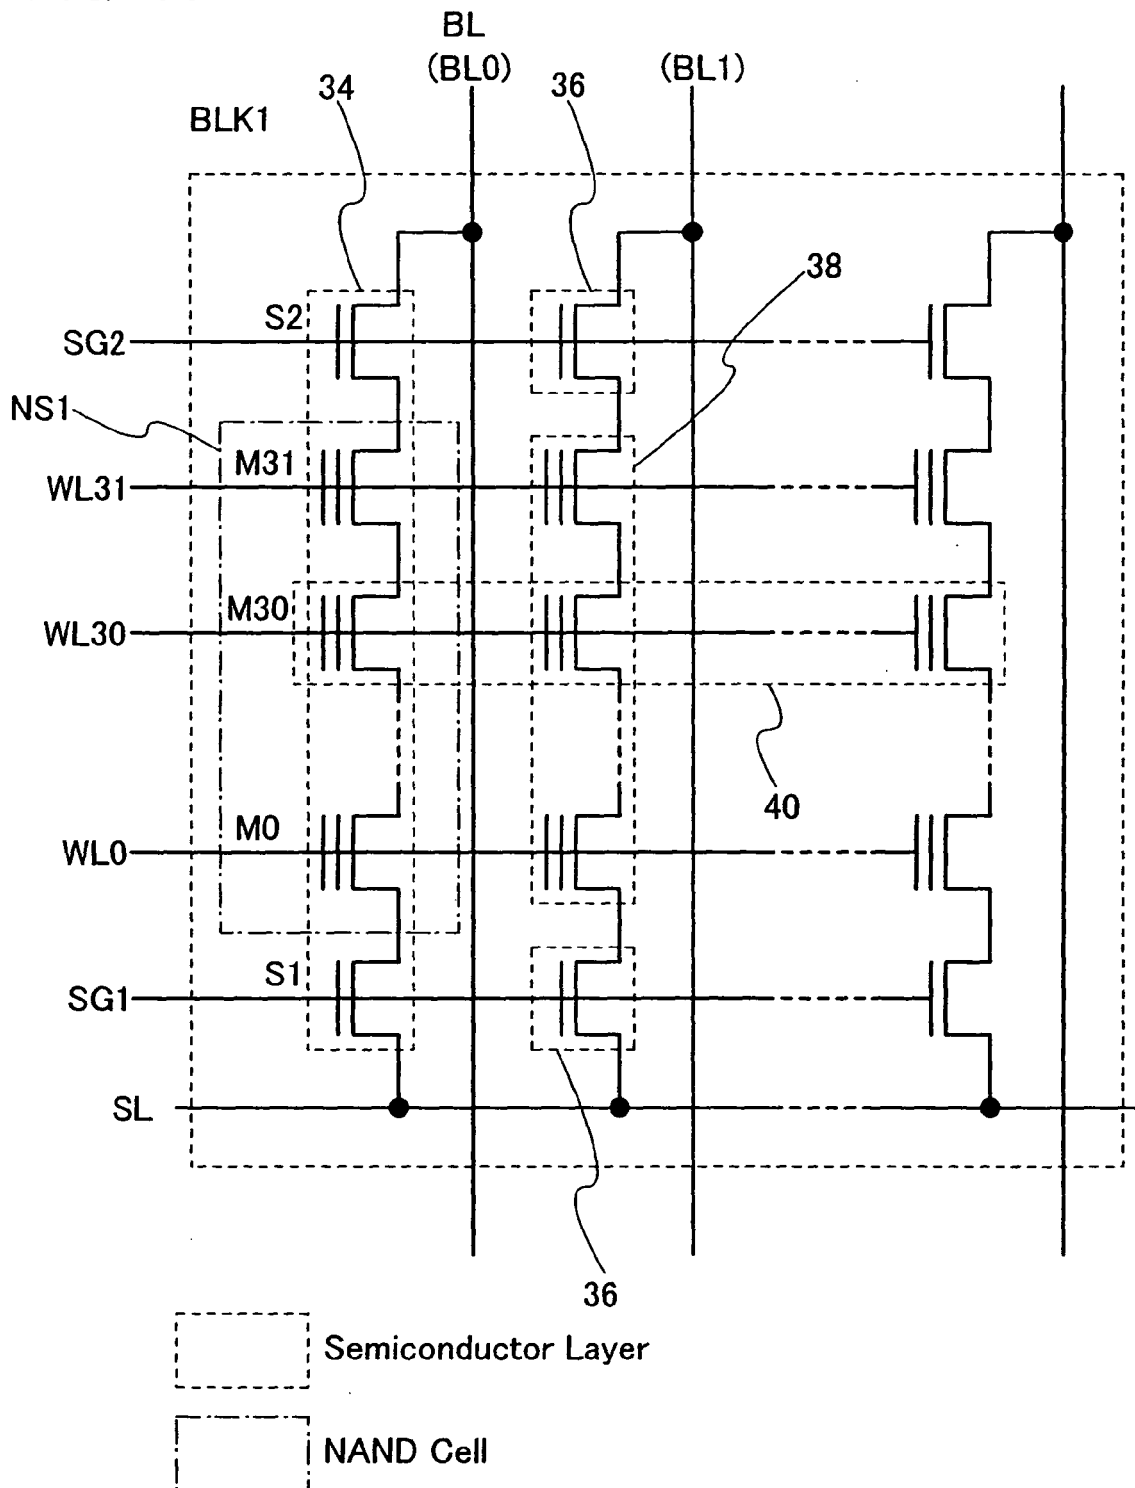 BL
(BL0)
(BL1)
34
36
BLK1
38
S2
SG2
NS1
M31
WL31
M30
WL30
40
M0
WL0
S1
SG1
SL
36
Semiconductor Layer
NAND Cell